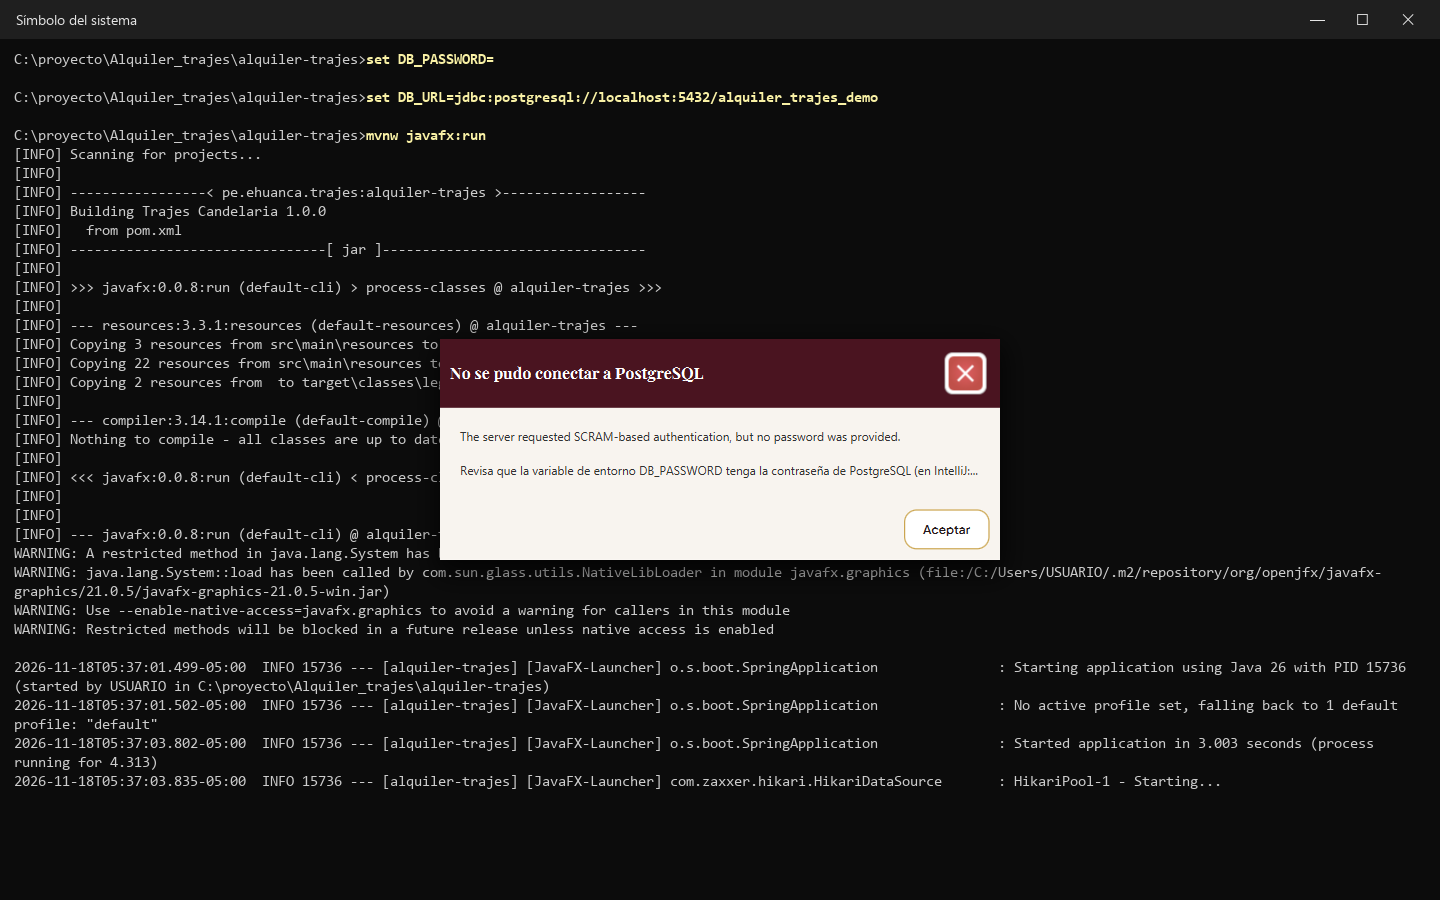 Símbolo del sistema
C:\proyecto\Alquiler_trajes\alquiler-trajes>set DB_PASSWORD=
C:\proyecto\Alquiler_trajes\alquiler-trajes>set DB_URL=jdbc:postgresql://localhost:5432/alquiler_trajes_demo
C:\proyecto\Alquiler_trajes\alquiler-trajes>mvnw javafx:run
[INFO] Scanning for projects...
[INFO]
[INFO] -----------------< pe.ehuanca.trajes:alquiler-trajes >------------------
[INFO] Building Trajes Candelaria 1.0.0
[INFO]   from pom.xml
[INFO] --------------------------------[ jar ]---------------------------------
[INFO]
[INFO] >>> javafx:0.0.8:run (default-cli) > process-classes @ alquiler-trajes >>>
[INFO]
[INFO] --- resources:3.3.1:resources (default-resources) @ alquiler-trajes ---
[INFO] Copying 3 resources from src\main\resources to
[INFO] Copying 22 resources from src\main\resources to
[INFO] Copying 2 resources from  to target\classes\le
[INFO]
[INFO] --- compiler:3.14.1:compile (default-compile) @
[INFO] Nothing to compile - all classes are up to date
[INFO]
[INFO] <<< javafx:0.0.8:run (default-cli) < process-cl
[INFO]
[INFO]
[INFO] --- javafx:0.0.8:run (default-cli) @ alquiler-t
No se pudo conectar a PostgreSQL
The server requested SCRAM-based authentication, but no password was provided.
Revisa que la variable de entorno DB_PASSWORD tenga la contraseña de PostgreSQL (en IntelliJ:...
Aceptar
WARNING: A restricted method in java.lang.System has
WARNING: java.lang.System::load has been called by com.sun.glass.utils.NativeLibLoader in module javafx.graphics (file:/C:/Users/USUARIO/.m2/repository/org/openjfx/javafx-
graphics/21.0.5/javafx-graphics-21.0.5-win.jar)
WARNING: Use --enable-native-access=javafx.graphics to avoid a warning for callers in this module
WARNING: Restricted methods will be blocked in a future release unless native access is enabled
2026-11-18T05:37:01.499-05:00  INFO 15736 --- [alquiler-trajes] [JavaFX-Launcher] o.s.boot.SpringApplication               : Starting application using Java 26 with PID 15736
(started by USUARIO in C:\proyecto\Alquiler_trajes\alquiler-trajes)
2026-11-18T05:37:01.502-05:00  INFO 15736 --- [alquiler-trajes] [JavaFX-Launcher] o.s.boot.SpringApplication               : No active profile set, falling back to 1 default
profile: "default"
2026-11-18T05:37:03.802-05:00  INFO 15736 --- [alquiler-trajes] [JavaFX-Launcher] o.s.boot.SpringApplication               : Started application in 3.003 seconds (process
running for 4.313)
2026-11-18T05:37:03.835-05:00  INFO 15736 --- [alquiler-trajes] [JavaFX-Launcher] com.zaxxer.hikari.HikariDataSource       : HikariPool-1 - Starting...